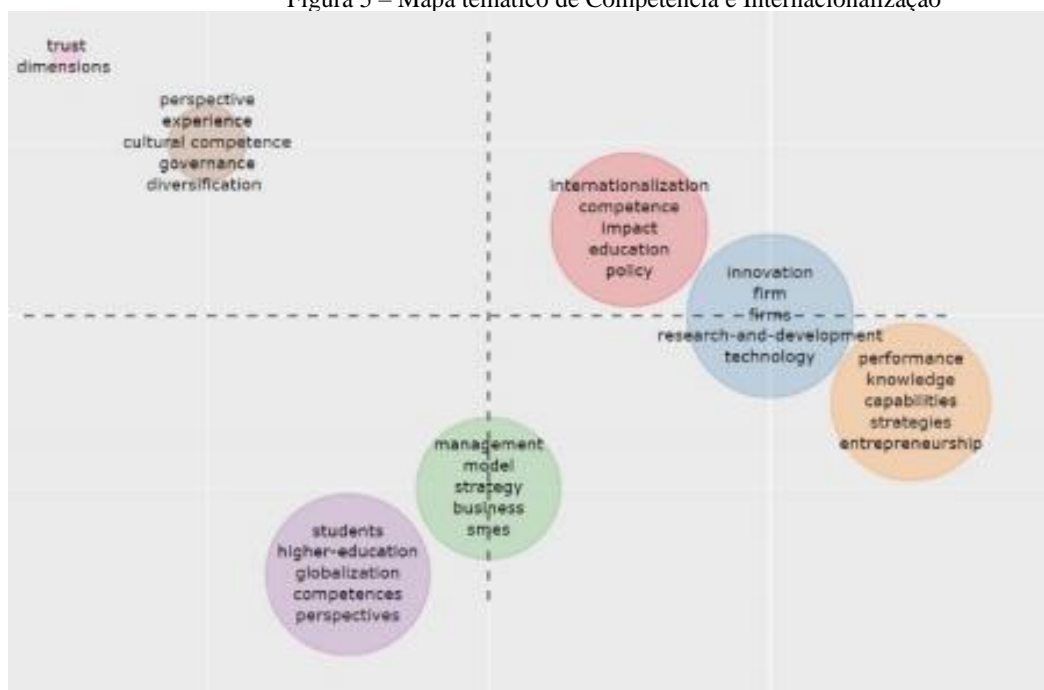 Figura 5 – Mapa temático de Competência e Internacionalização
trust
dimensions
perspective
experience
cultural competence
governance
diversification
internationalization
competence
impact
education
policy
innovation
firm
firms
research-and-development
technology
performance
knowledge
capabilities
strategies
entrepreneurship
management
model
strategy
business
smes
students
higher-education
globalization
competences
perspectives